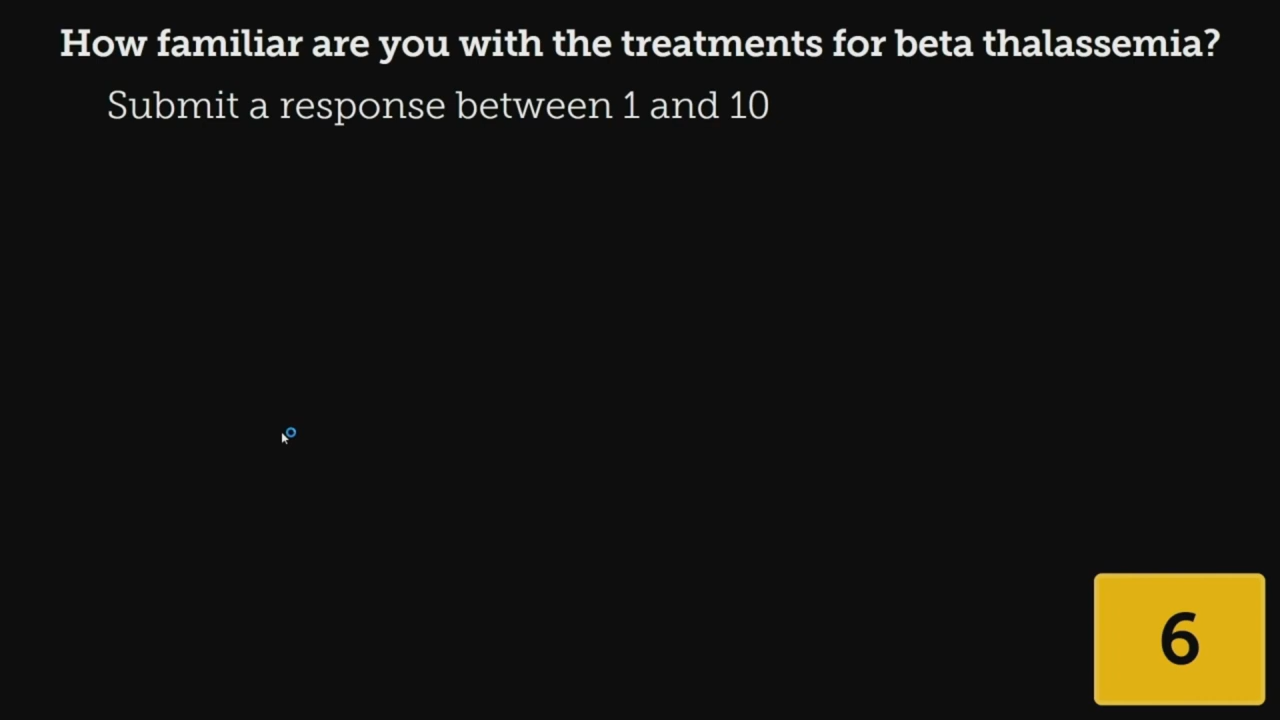 How familiar are you with the treatments for beta thalassemia?
Submit a response between 1 and 10
6